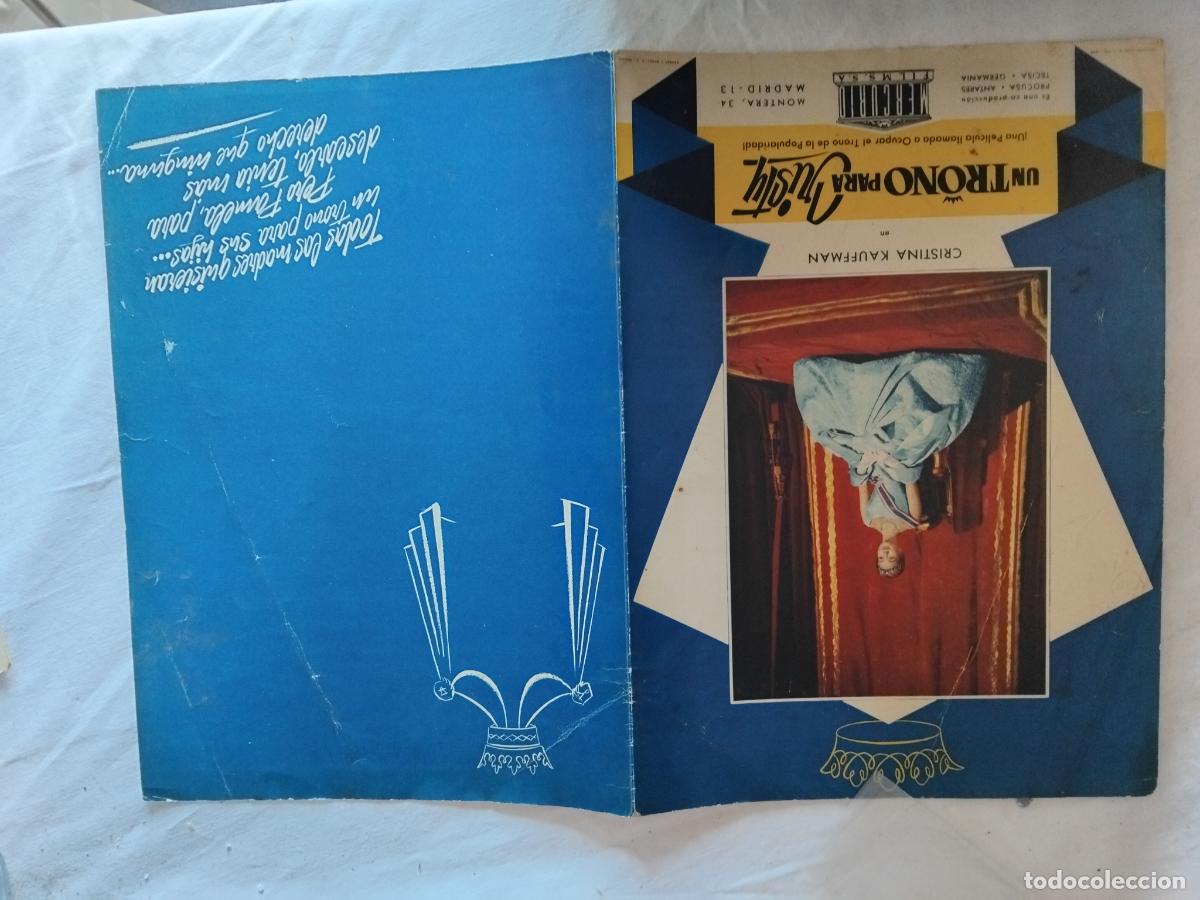 CRISTINA KAUFFMAN
en
UN TRONO PARA
Cristy
¡Una Película llamada a Ocupar el Trono de la Popularidad!
Es una co-producción
PROCUSA • ANTARES
TECISA • GERMANIA
MERCURIO
FILMS, S.A.
MONTERA, 34
MADRID - 13
Todas las madres quisieran
un trono para sus hijas...
Pero Pamela, para
desearlo, tenía más
derecho que ninguna...
todocoleccion